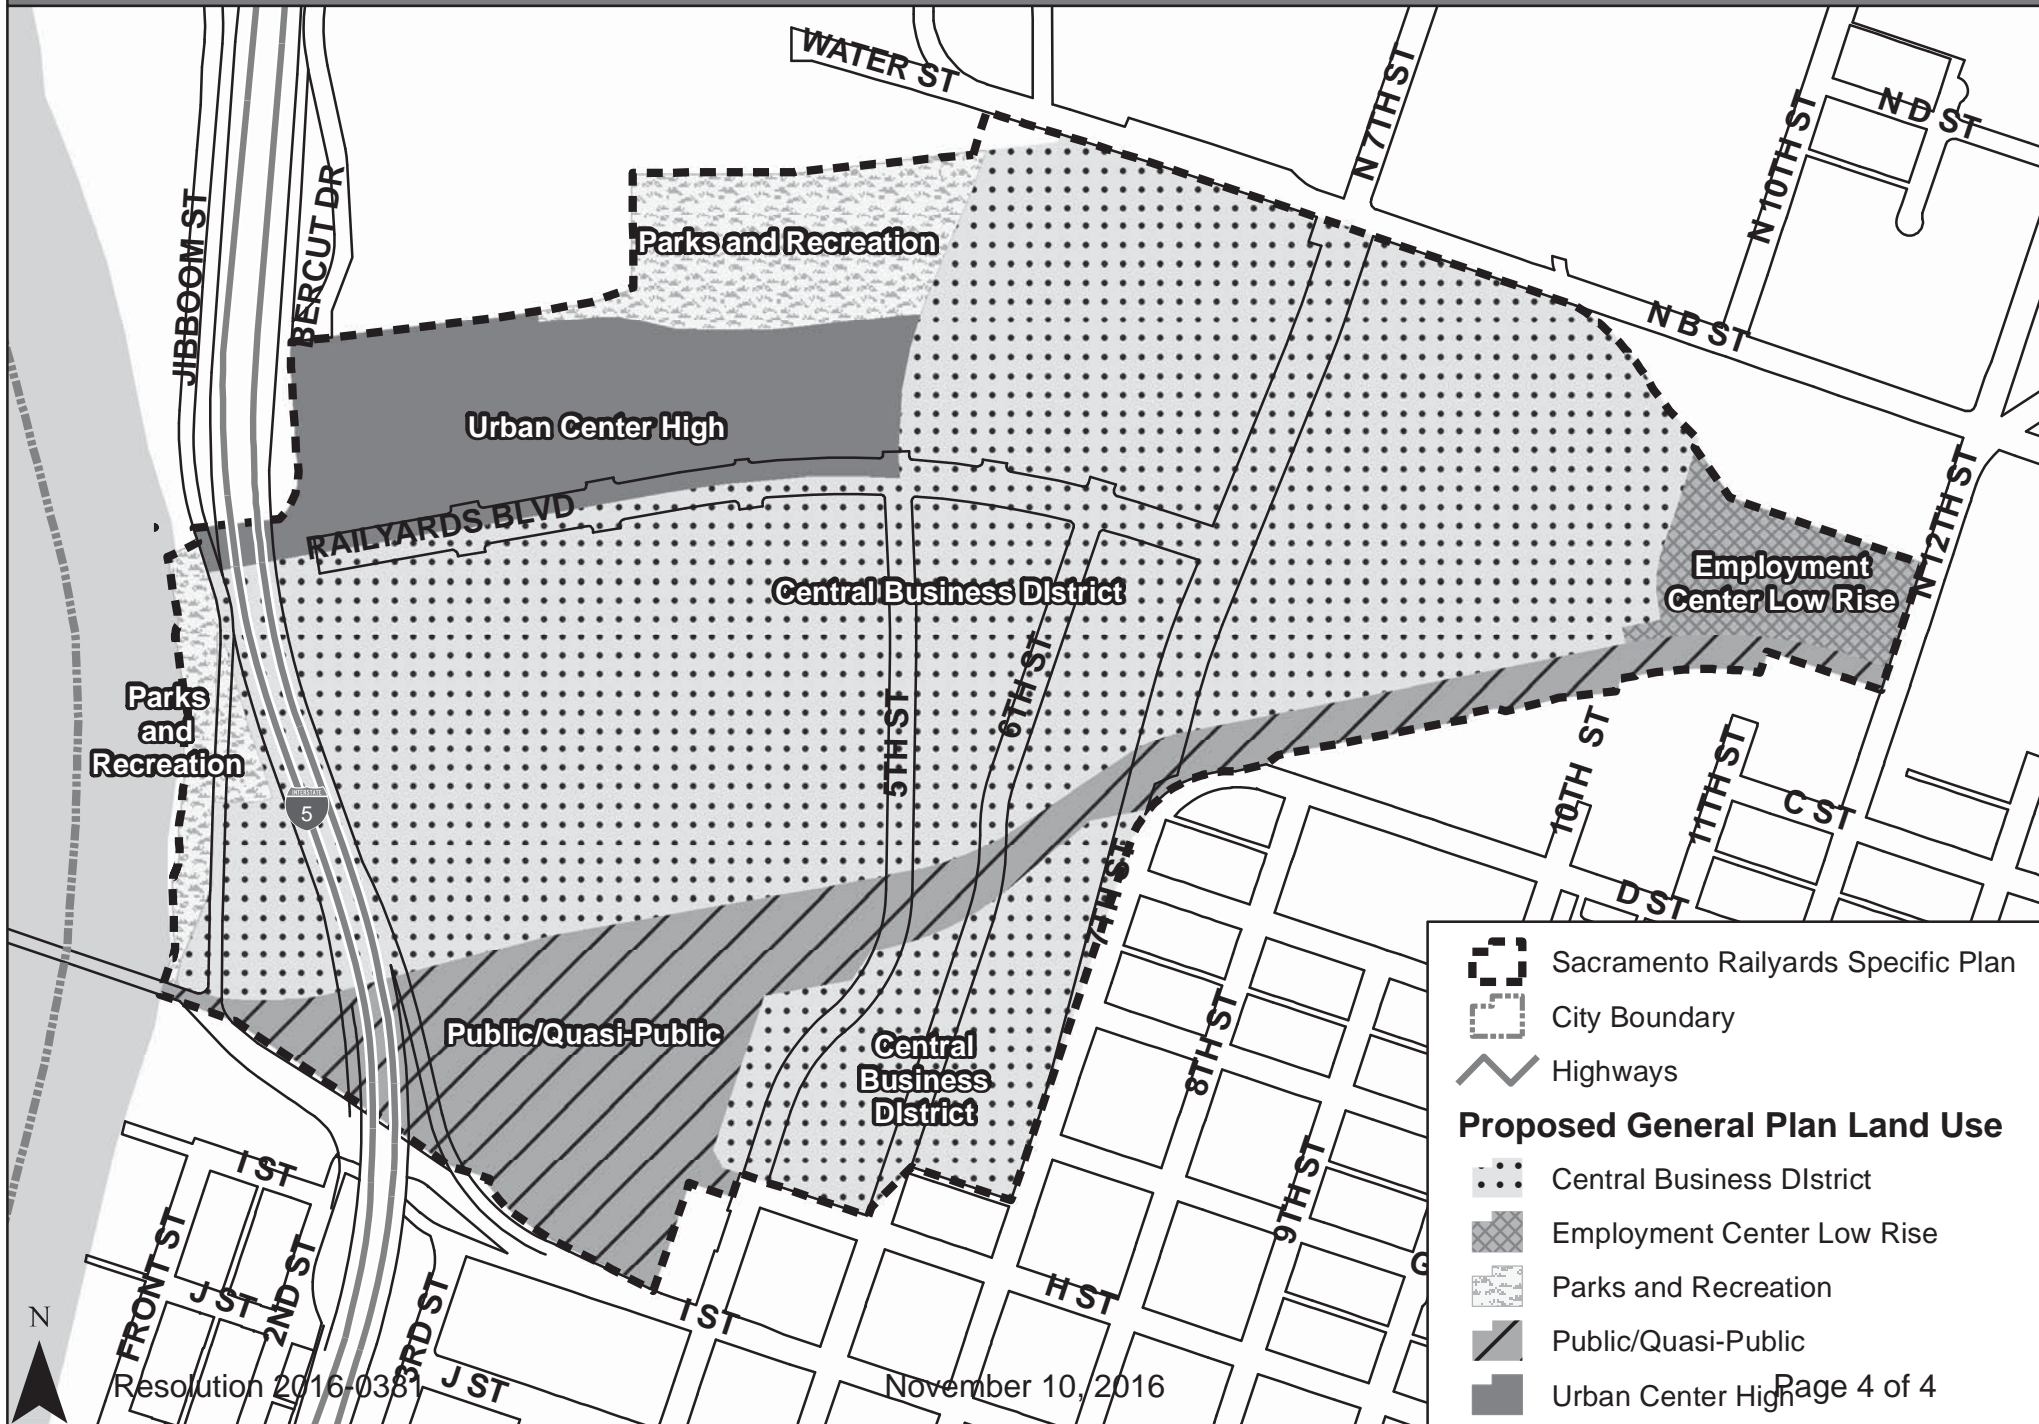 WATER ST
N 7TH ST
N 10TH ST
N D ST
JIBBOOM ST
BERCUT DR
Parks and Recreation
N B ST
Urban Center High
RAILYARDS BLVD
N 12TH ST
Employment
Center Low Rise
Central Business DIstrict
5TH ST
6TH ST
Parks
and
Recreation
INTERSTATE
5
10TH ST
11TH ST
C ST
D ST
7TH ST
8TH ST
9TH ST
Public/Quasi-Public
Central
Business
DIstrict
I ST
FRONT ST
J ST
2ND ST
3RD ST
I ST
J ST
H ST
G
N
Sacramento Railyards Specific Plan
City Boundary
Highways
Proposed General Plan Land Use
Central Business DIstrict
Employment Center Low Rise
Parks and Recreation
Public/Quasi-Public
Urban Center High
Resolution 2016-0381
November 10, 2016
Page 4 of 4